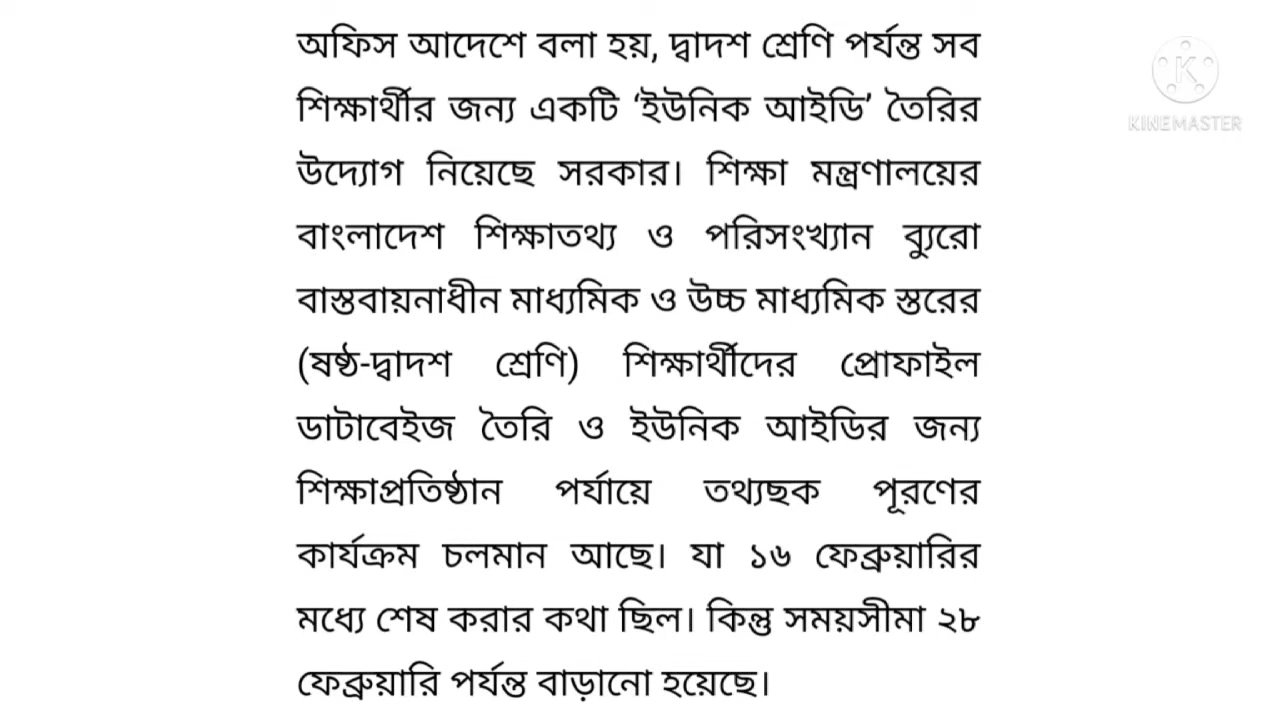 অফিস আদেশে বলা হয়, দ্বাদশ শ্রেণি পর্যন্ত সব
শিক্ষার্থীর জন্য একটি ‘ইউনিক আইডি’ তৈরির
উদ্যোগ নিয়েছে সরকার। শিক্ষা মন্ত্রণালয়ের
বাংলাদেশ শিক্ষাতথ্য ও পরিসংখ্যান ব্যুরো
বাস্তবায়নাধীন মাধ্যমিক ও উচ্চ মাধ্যমিক স্তরের
(ষষ্ঠ-দ্বাদশ শ্রেণি) শিক্ষার্থীদের প্রোফাইল
ডাটাবেইজ তৈরি ও ইউনিক আইডির জন্য
শিক্ষাপ্রতিষ্ঠান পর্যায়ে তথ্যছক পূরণের
কার্যক্রম চলমান আছে। যা ১৬ ফেব্রুয়ারির
মধ্যে শেষ করার কথা ছিল। কিন্তু সময়সীমা ২৮
ফেব্রুয়ারি পর্যন্ত বাড়ানো হয়েছে।
K
KINEMASTER